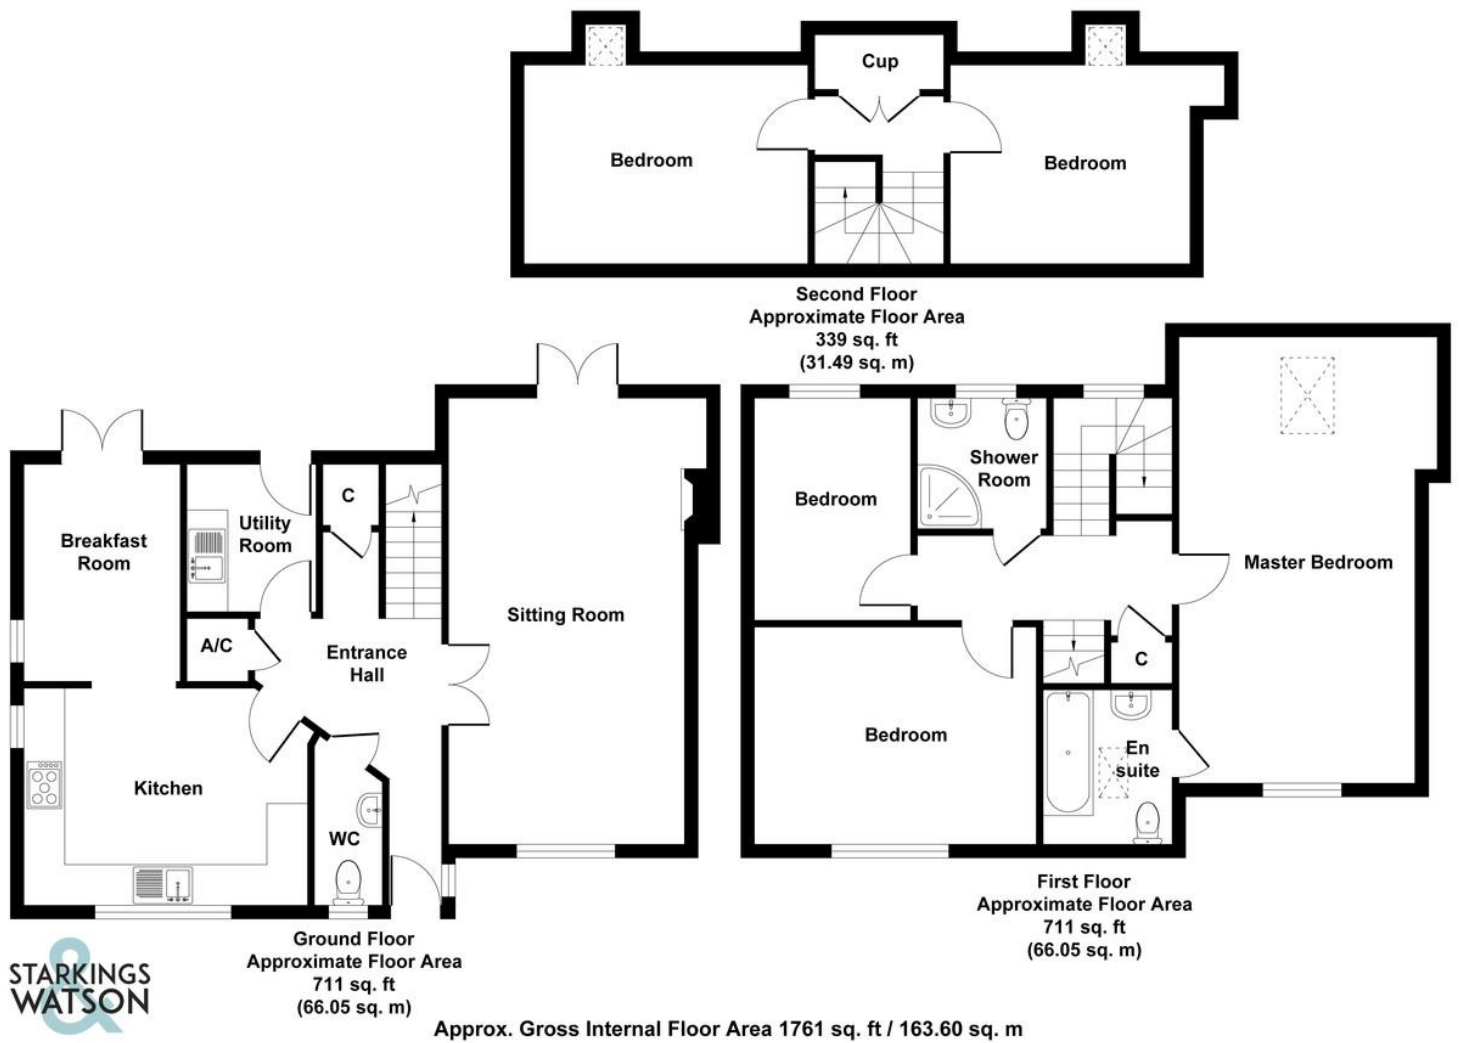 Cup
Bedroom
Bedroom
Second Floor
Approximate Floor Area
339 sq. ft
(31.49 sq. m)
C
Utility
Room
Breakfast
Room
A/C
Entrance
Hall
Sitting Room
Kitchen
WC
Ground Floor
Approximate Floor Area
711 sq. ft
(66.05 sq. m)
Shower
Room
Bedroom
Master Bedroom
C
Bedroom
En
suite
First Floor
Approximate Floor Area
711 sq. ft
(66.05 sq. m)
STARKINGS
&
WATSON
Approx. Gross Internal Floor Area 1761 sq. ft / 163.60 sq. m